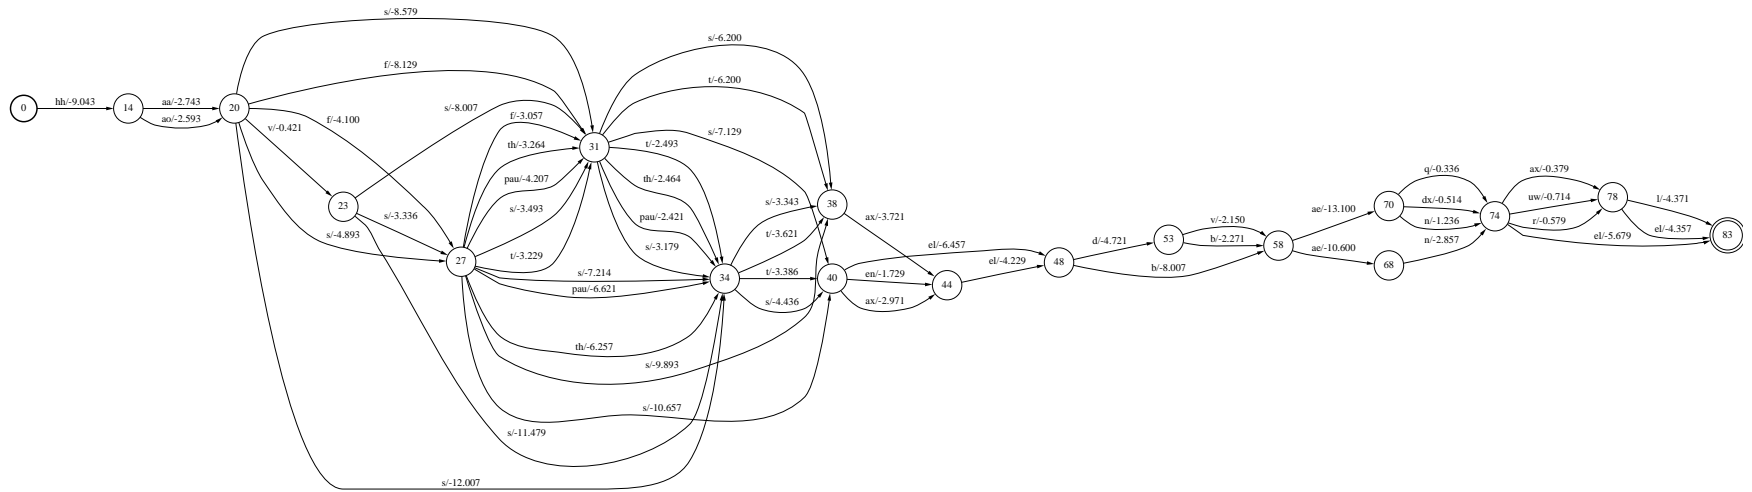 s/-8.579
s/-6.200
f/-8.129
t/-6.200
0
hh/-9.043
14
aa/-2.743
ao/-2.593
20
v/-0.421
f/-4.100
s/-8.007
f/-3.057
th/-3.264
pau/-4.207
s/-3.493
t/-3.229
31
s/-7.129
t/-2.493
th/-2.464
pau/-2.421
s/-3.179
23
s/-3.336
s/-4.893
27
s/-7.214
pau/-6.621
th/-6.257
s/-9.893
s/-10.657
s/-11.479
s/-12.007
34
s/-3.343
t/-3.621
t/-3.386
s/-4.436
38
40
ax/-3.721
el/-6.457
en/-1.729
ax/-2.971
44
el/-4.229
48
d/-4.721
b/-8.007
53
v/-2.150
b/-2.271
58
ae/-13.100
ae/-10.600
70
68
q/-0.336
dx/-0.514
n/-1.236
n/-2.857
74
ax/-0.379
uw/-0.714
r/-0.579
el/-5.679
78
l/-4.371
el/-4.357
83